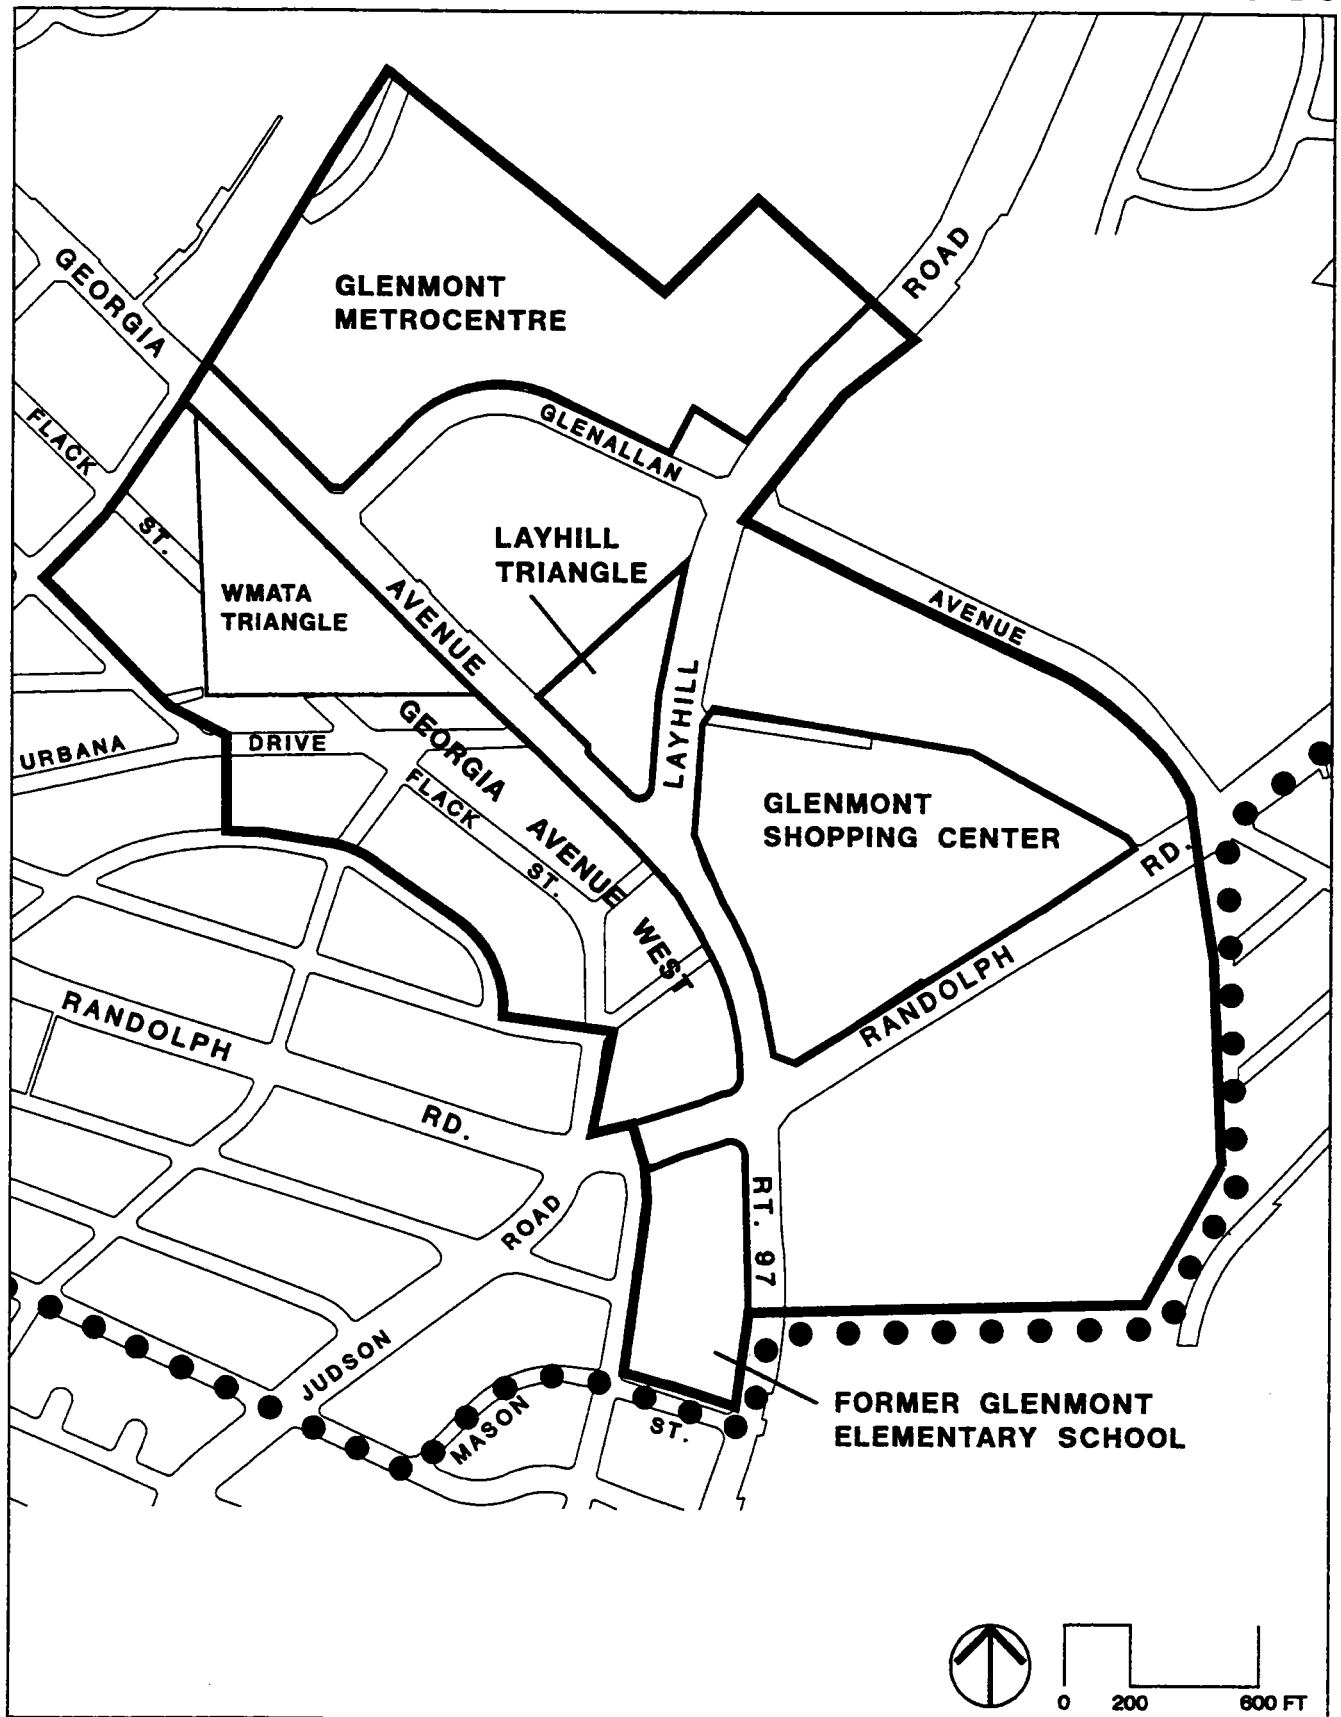 ROAD
GEORGIA
GLENMONT
METROCENTRE
FLACK
GLENALLAN
ST.
LAYHILL
TRIANGLE
WMATA
TRIANGLE
AVENUE
AVENUE
LAYHILL
GEORGIA
URBANA
DRIVE
FLACK
AVENUE
GLENMONT
SHOPPING CENTER
RD.
ST.
WEST
RANDOLPH
RANDOLPH
RD.
ROAD
RT. 97
JUDSON
MASON
ST.
FORMER GLENMONT
ELEMENTARY SCHOOL
0 200 600 FT